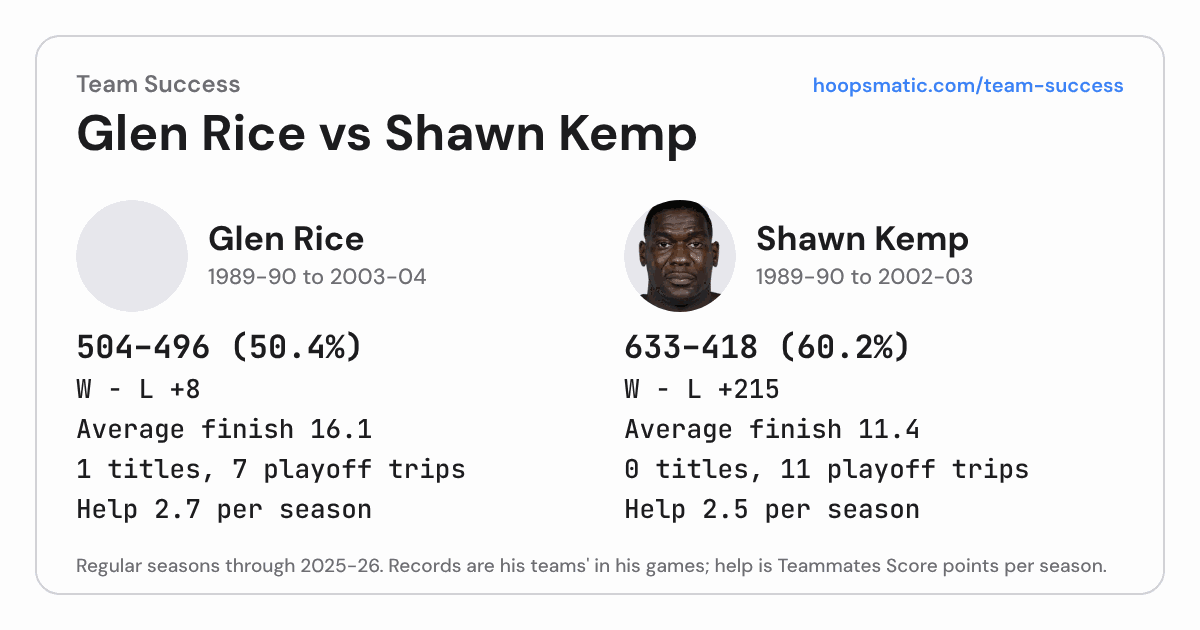 Team Success
hoopsmatic.com/team-success
Glen Rice vs Shawn Kemp
Glen Rice
1989-90 to 2003-04
504-496 (50.4%)
W - L +8
Average finish 16.1
1 titles, 7 playoff trips
Help 2.7 per season
Shawn Kemp
1989-90 to 2002-03
633-418 (60.2%)
W - L +215
Average finish 11.4
0 titles, 11 playoff trips
Help 2.5 per season
Regular seasons through 2025-26. Records are his teams' in his games; help is Teammates Score points per season.